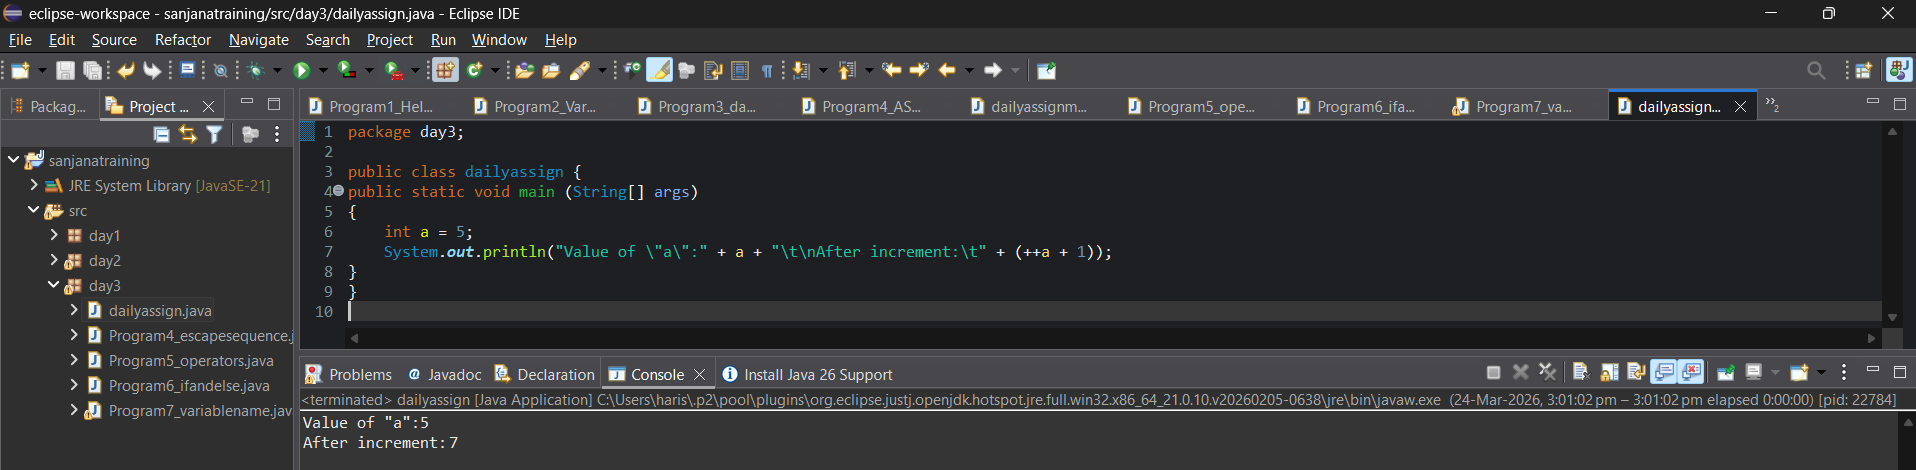 eclipse-workspace - sanjanatraining/src/day3/dailyassign.java - Eclipse IDE
File Edit Source Refactor Navigate Search Project Run Window Help
Packag... Project ...
Program1_Hel... Program2_Var... Program3_da... Program4_AS... dailyassignm... Program5_ope... Program6_ifa... Program7_va... dailyassign... »2
sanjanatraining
JRE System Library [JavaSE-21]
src
day1
day2
day3
dailyassign.java
Program4_escapesequence.j
Program5_operators.java
Program6_ifandelse.java
Program7_variablename.jav
1 package day3;
2
3 public class dailyassign {
4 public static void main (String[] args)
5 {
6 int a = 5;
7 System.out.println("Value of \"a\":" + a + "\t\nAfter increment:\t" + (++a + 1));
8 }
9 }
10
Problems Javadoc Declaration Console Install Java 26 Support
<terminated> dailyassign [Java Application] C:\Users\haris\.p2\pool\plugins\org.eclipse.justj.openjdk.hotspot.jre.full.win32.x86_64_21.0.10.v20260205-0638\jre\bin\javaw.exe (24-Mar-2026, 3:01:02 pm – 3:01:02 pm elapsed 0:00:00) [pid: 22784]
Value of "a":5
After increment:7